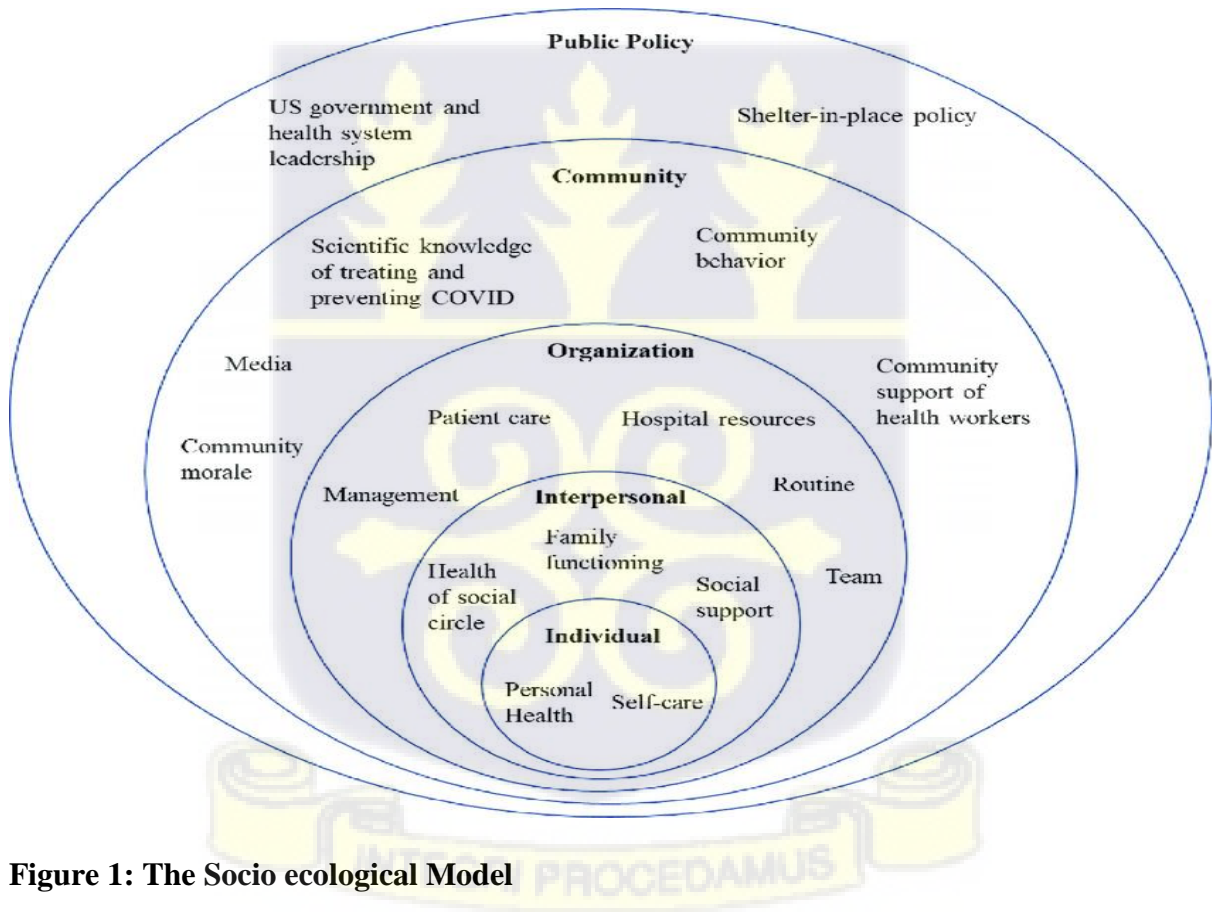 Public Policy
US government and
health system
leadership
Shelter-in-place policy
Community
Scientific knowledge
of treating and
preventing COVID
Community
behavior
Media
Community
morale
Community
support of
health workers
Organization
Patient care
Hospital resources
Management
Routine
Team
Interpersonal
Family
functioning
Health
of social
circle
Social
support
Individual
Personal
Health
Self-care
INTEGRI PROCEDAMUS
Figure 1: The Socio ecological Model